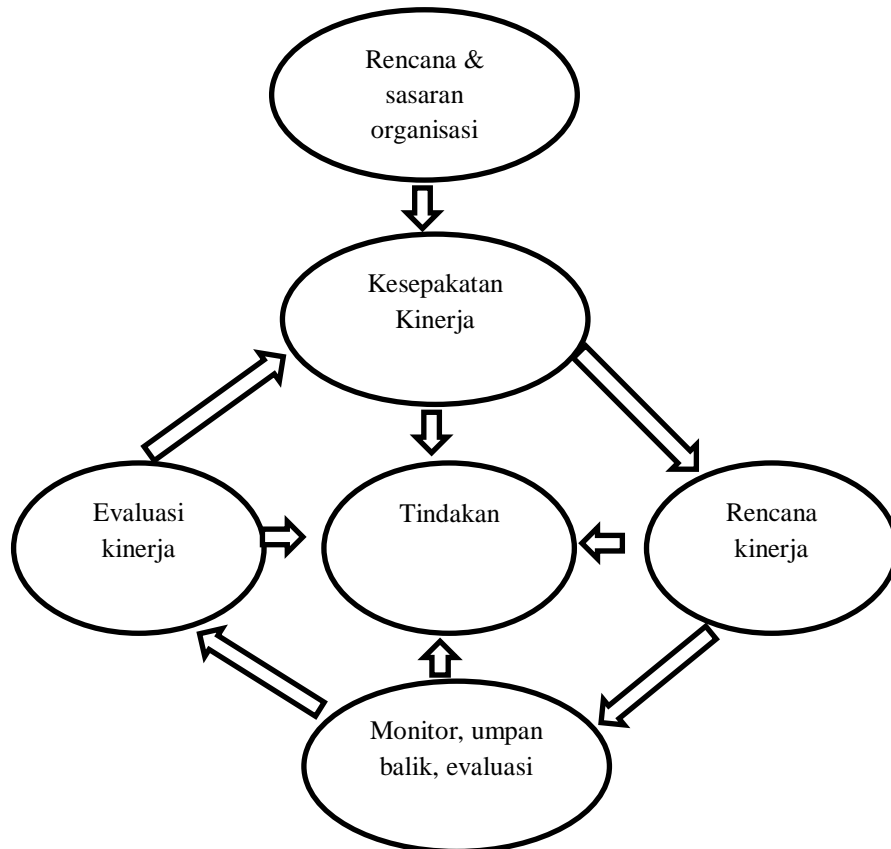 Rencana &
sasaran
organisasi
Kesepakatan
Kinerja
Evaluasi
kinerja
Tindakan
Rencana
kinerja
Monitor, umpan
balik, evaluasi